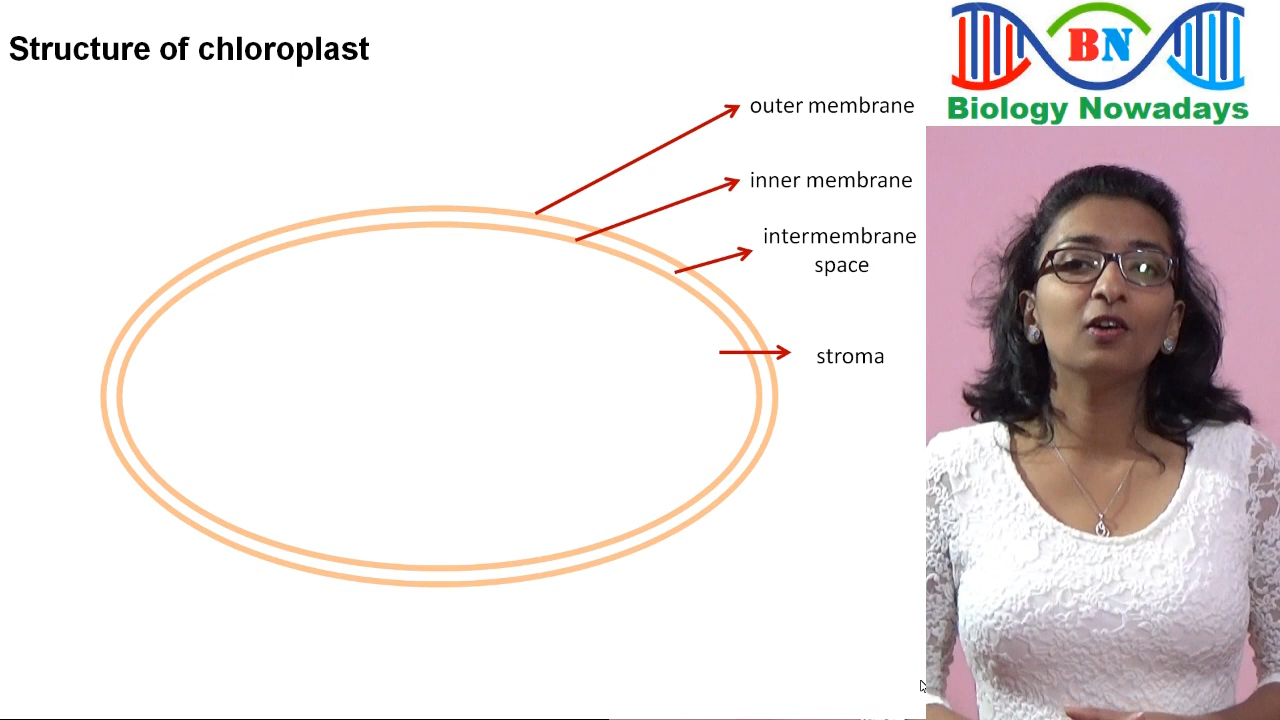 Structure of chloroplast
BN
Biology Nowadays
outer membrane
inner membrane
intermembrane
space
stroma